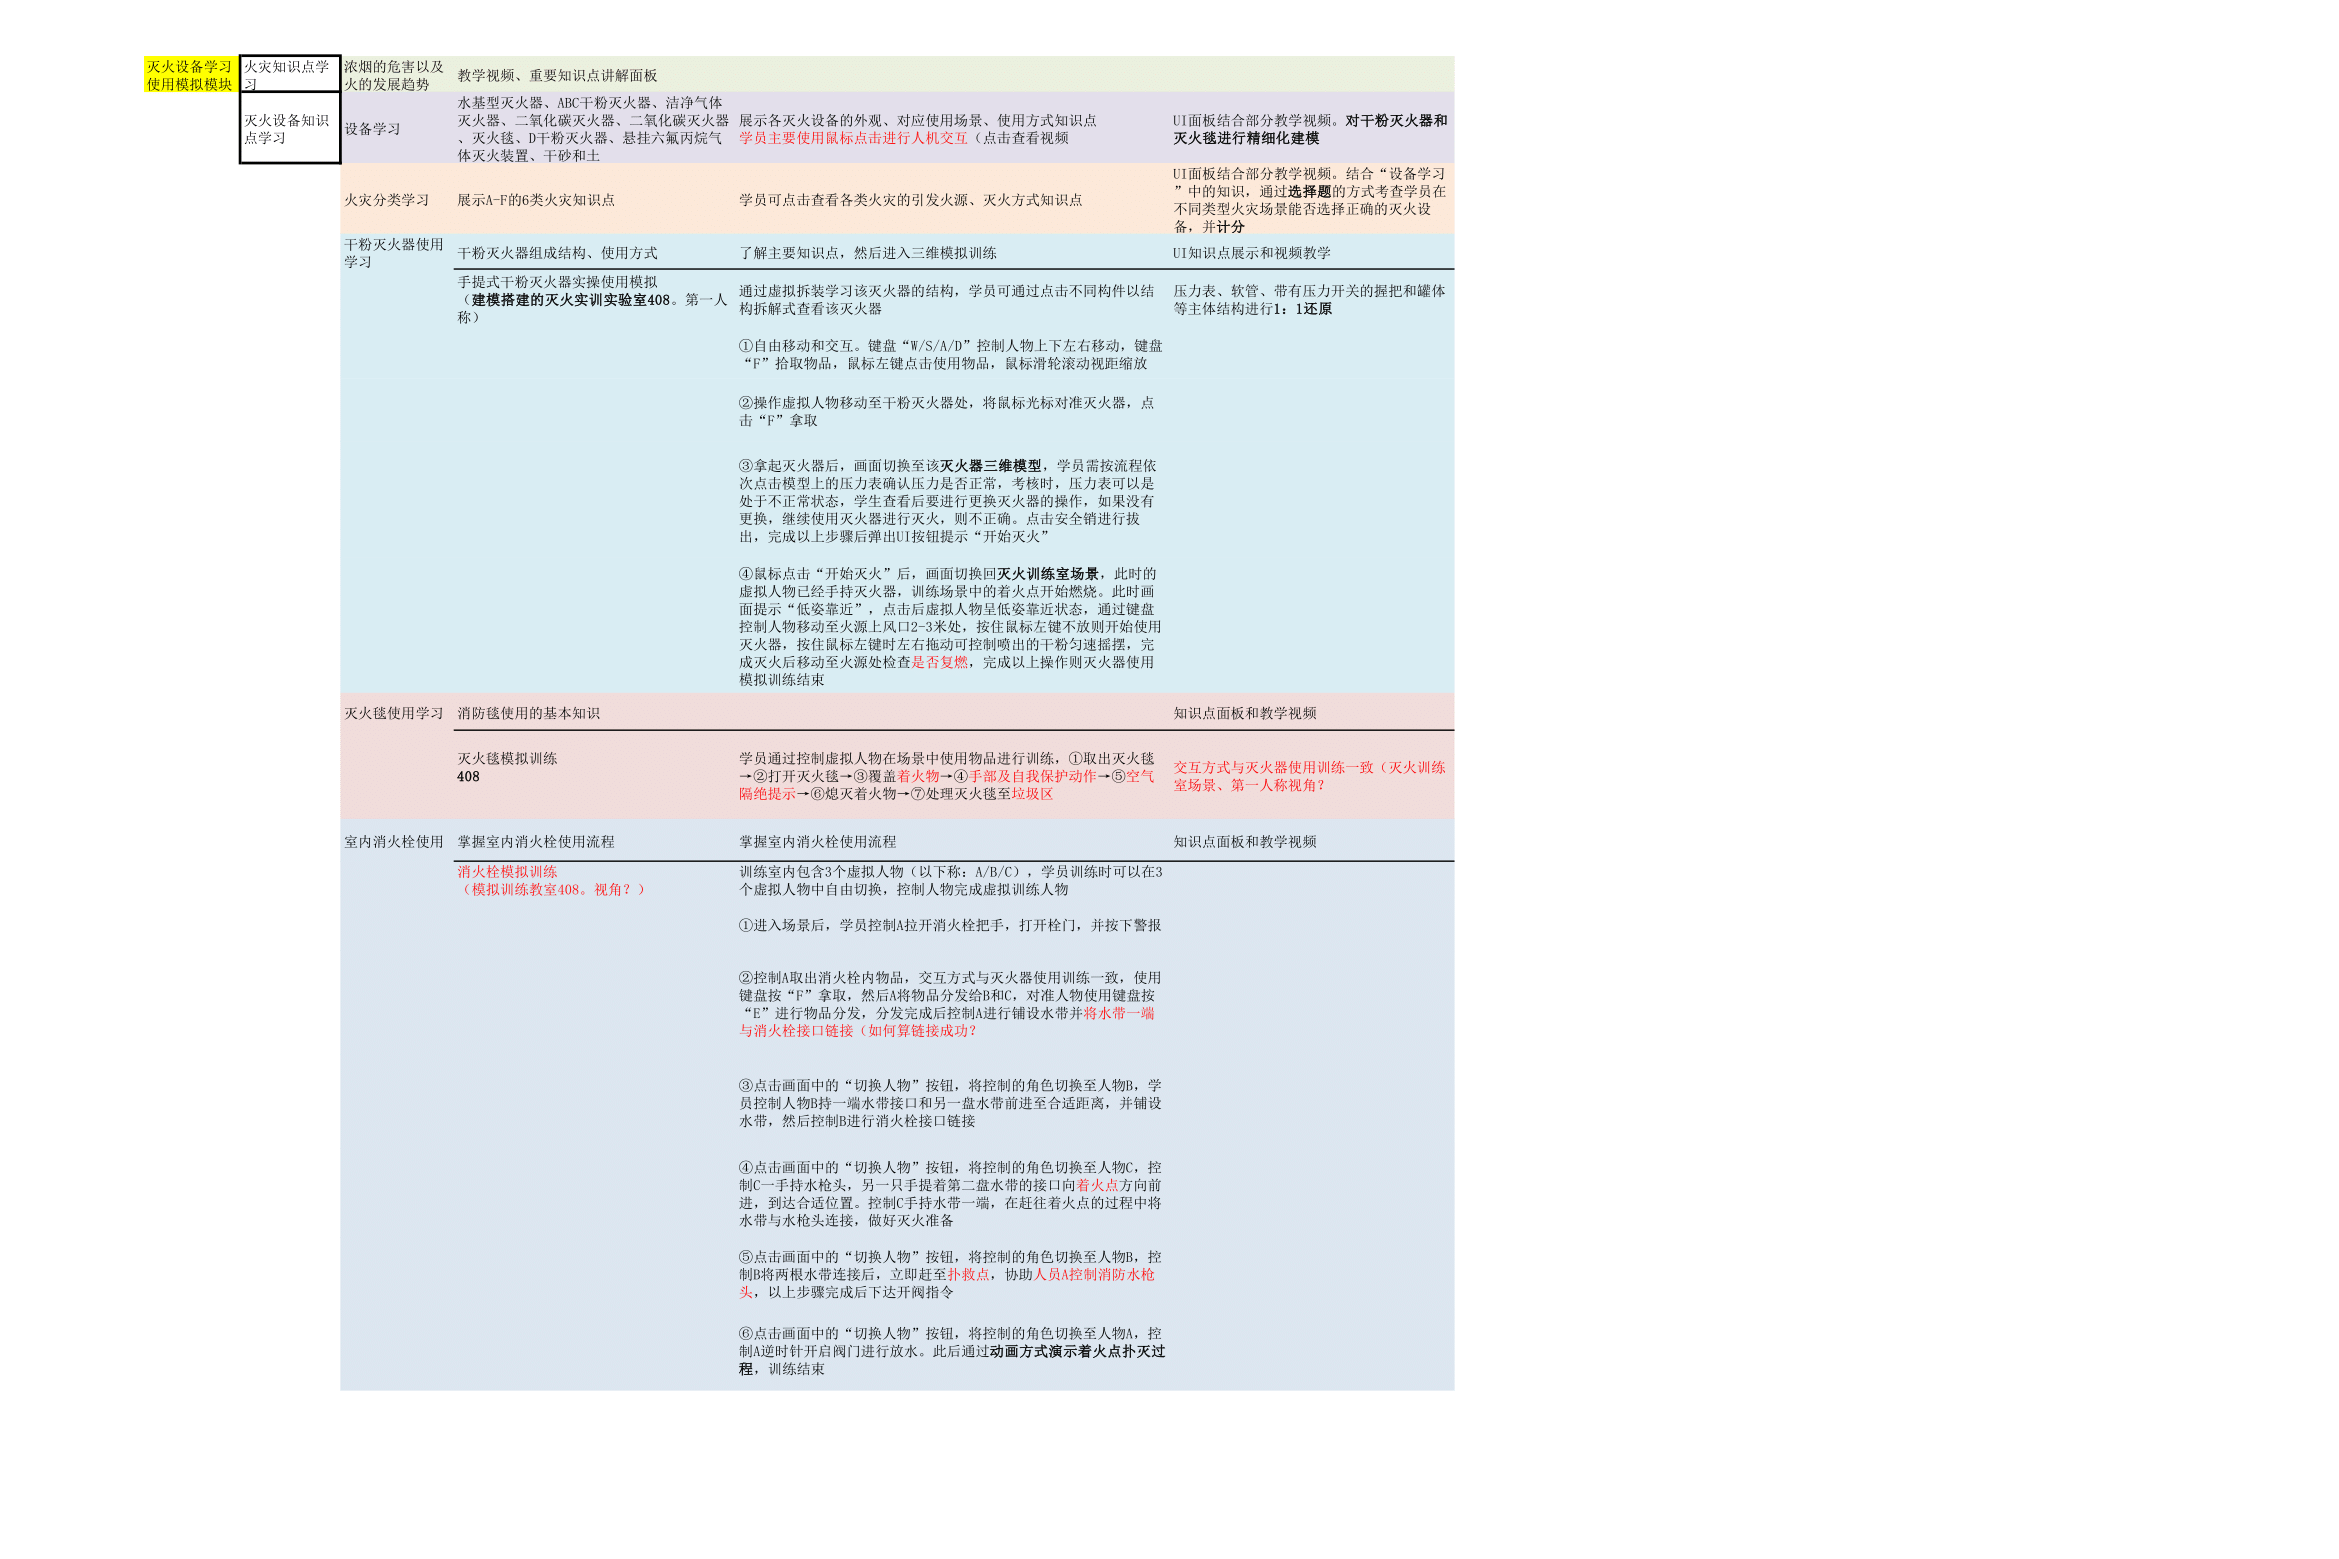 灭火设备学习
使用模拟模块
火灾知识点学
习
浓烟的危害以及
火的发展趋势
教学视频、重要知识点讲解面板
灭火设备知识
点学习
设备学习
水基型灭火器、ABC干粉灭火器、洁净气体
灭火器、二氧化碳灭火器、二氧化碳灭火器
、灭火毯、D干粉灭火器、悬挂六氟丙烷气
体灭火装置、干砂和土
展示各灭火设备的外观、对应使用场景、使用方式知识点
学员主要使用鼠标点击进行人机交互（点击查看视频
UI面板结合部分教学视频。对干粉灭火器和
灭火毯进行精细化建模
火灾分类学习
展示A-F的6类火灾知识点
学员可点击查看各类火灾的引发火源、灭火方式知识点
UI面板结合部分教学视频。结合“设备学习
”中的知识，通过选择题的方式考查学员在
不同类型火灾场景能否选择正确的灭火设
备，并计分
干粉灭火器使用
学习
干粉灭火器组成结构、使用方式
了解主要知识点，然后进入三维模拟训练
UI知识点展示和视频教学
手提式干粉灭火器实操使用模拟
（建模搭建的灭火实训实验室408。第一人
称）
通过虚拟拆装学习该灭火器的结构，学员可通过点击不同构件以结
构拆解式查看该灭火器
压力表、软管、带有压力开关的握把和罐体
等主体结构进行1：1还原
①自由移动和交互。键盘“W/S/A/D”控制人物上下左右移动，键盘
“F”拾取物品，鼠标左键点击使用物品，鼠标滑轮滚动视距缩放
②操作虚拟人物移动至干粉灭火器处，将鼠标光标对准灭火器，点
击“F”拿取
③拿起灭火器后，画面切换至该灭火器三维模型，学员需按流程依
次点击模型上的压力表确认压力是否正常，考核时，压力表可以是
处于不正常状态，学生查看后要进行更换灭火器的操作，如果没有
更换，继续使用灭火器进行灭火，则不正确。点击安全销进行拔
出，完成以上步骤后弹出UI按钮提示“开始灭火”
④鼠标点击“开始灭火”后，画面切换回灭火训练室场景，此时的
虚拟人物已经手持灭火器，训练场景中的着火点开始燃烧。此时画
面提示“低姿靠近”，点击后虚拟人物呈低姿靠近状态，通过键盘
控制人物移动至火源上风口2-3米处，按住鼠标左键不放则开始使用
灭火器，按住鼠标左键时左右拖动可控制喷出的干粉匀速摇摆，完
成灭火后移动至火源处检查是否复燃，完成以上操作则灭火器使用
模拟训练结束
灭火毯使用学习
消防毯使用的基本知识
知识点面板和教学视频
灭火毯模拟训练
408
学员通过控制虚拟人物在场景中使用物品进行训练，①取出灭火毯
→②打开灭火毯→③覆盖着火物→④手部及自我保护动作→⑤空气
隔绝提示→⑥熄灭着火物→⑦处理灭火毯至垃圾区
交互方式与灭火器使用训练一致（灭火训练
室场景、第一人称视角？
室内消火栓使用
掌握室内消火栓使用流程
掌握室内消火栓使用流程
知识点面板和教学视频
消火栓模拟训练
（模拟训练教室408。视角？）
训练室内包含3个虚拟人物（以下称：A/B/C），学员训练时可以在3
个虚拟人物中自由切换，控制人物完成虚拟训练人物
①进入场景后，学员控制A拉开消火栓把手，打开栓门，并按下警报
②控制A取出消火栓内物品，交互方式与灭火器使用训练一致，使用
键盘按“F”拿取，然后A将物品分发给B和C，对准人物使用键盘按
“E”进行物品分发，分发完成后控制A进行铺设水带并将水带一端
与消火栓接口链接（如何算链接成功？
③点击画面中的“切换人物”按钮，将控制的角色切换至人物B，学
员控制人物B持一端水带接口和另一盘水带前进至合适距离，并铺设
水带，然后控制B进行消火栓接口链接
④点击画面中的“切换人物”按钮，将控制的角色切换至人物C，控
制C一手持水枪头，另一只手提着第二盘水带的接口向着火点方向前
进，到达合适位置。控制C手持水带一端，在赶往着火点的过程中将
水带与水枪头连接，做好灭火准备
⑤点击画面中的“切换人物”按钮，将控制的角色切换至人物B，控
制B将两根水带连接后，立即赶至扑救点，协助人员A控制消防水枪
头，以上步骤完成后下达开阀指令
⑥点击画面中的“切换人物”按钮，将控制的角色切换至人物A，控
制A逆时针开启阀门进行放水。此后通过动画方式演示着火点扑灭过
程，训练结束